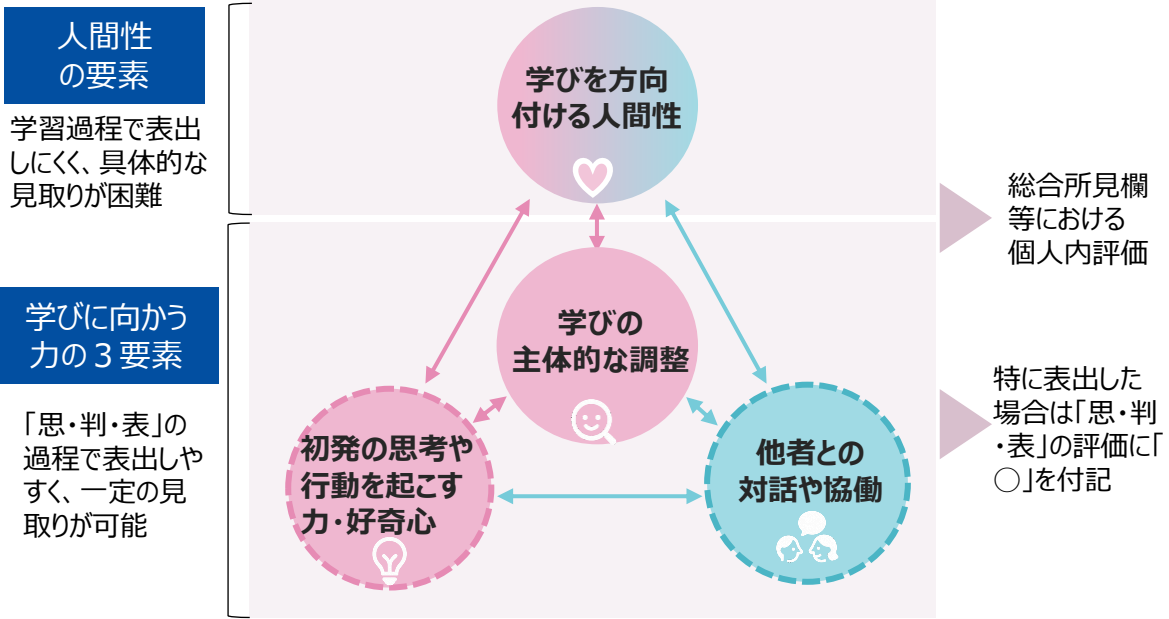 人間性
の要素
学習過程で表出
しにくく、具体的な
見取りが困難
学びを方向
付ける人間性
総合所見欄
等における
個人内評価
学びに向かう
力の３要素
「思・判・表」の
過程で表出しや
すく、一定の見
取りが可能
学びの
主体的な調整
初発の思考や
行動を起こす
力・好奇心
他者との
対話や協働
特に表出した
場合は「思・判
・表」の評価に「
○」を付記